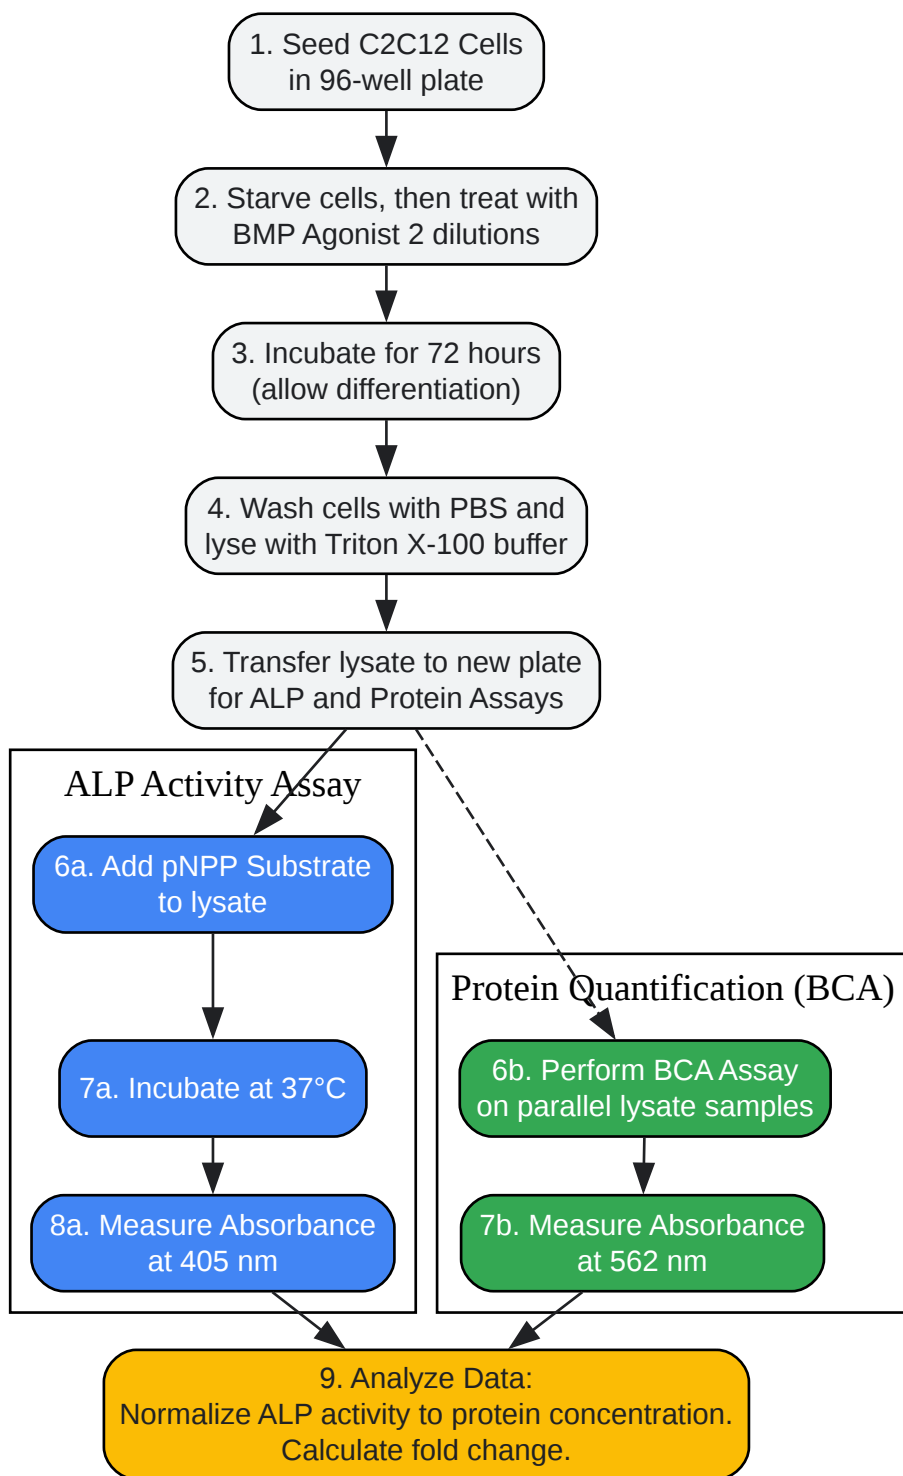 1. Seed C2C12 Cells
in 96-well plate
2. Starve cells, then treat with
BMP Agonist 2 dilutions
3. Incubate for 72 hours
(allow differentiation)
4. Wash cells with PBS and
lyse with Triton X-100 buffer
5. Transfer lysate to new plate
for ALP and Protein Assays
ALP Activity Assay
6a. Add pNPP Substrate
to lysate
7a. Incubate at 37°C
8a. Measure Absorbance
at 405 nm
Protein Quantification (BCA)
6b. Perform BCA Assay
on parallel lysate samples
7b. Measure Absorbance
at 562 nm
9. Analyze Data:
Normalize ALP activity to protein concentration.
Calculate fold change.